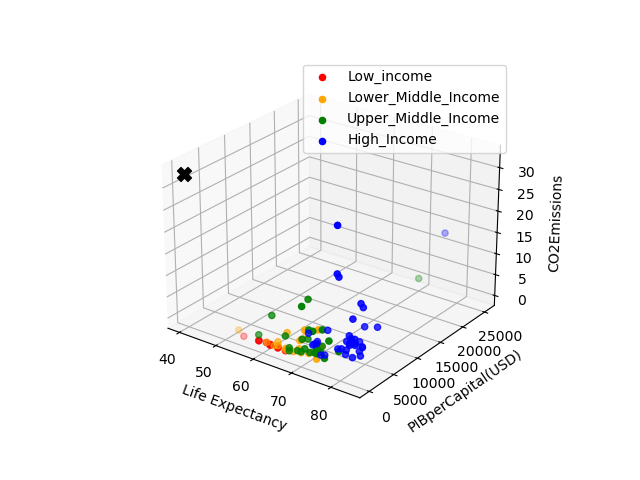 Low_income
Lower_Middle_Income
Upper_Middle_Income
High_Income
CO2Emissions
30
25
20
15
10
5
0
25000
20000
15000
10000
5000
0
PIBperCapital(USD)
40
50
60
70
80
Life Expectancy